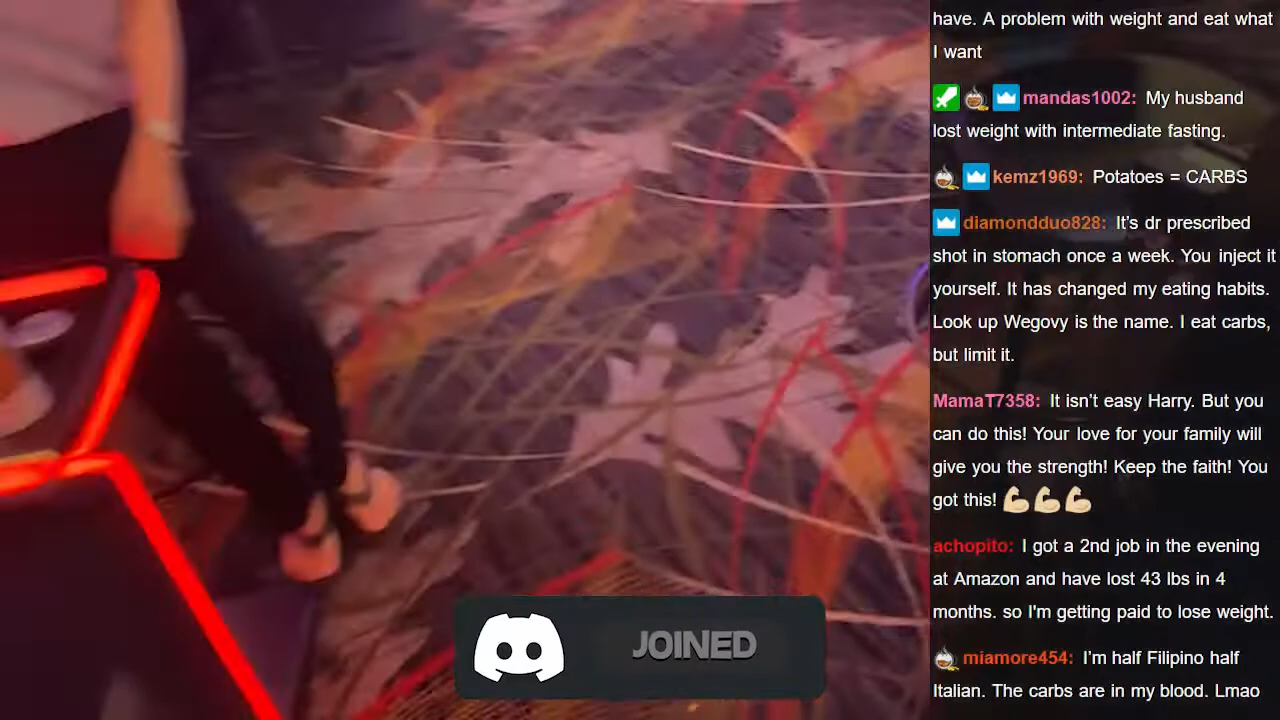 have. A problem with weight and eat what
I want
mandas1002: My husband
lost weight with intermediate fasting.
kemz1969: Potatoes = CARBS
diamondduo828: It's dr prescribed
shot in stomach once a week. You inject it
yourself. It has changed my eating habits.
Look up Wegovy is the name. I eat carbs,
but limit it.
MamaT7358: It isn't easy Harry. But you
can do this! Your love for your family will
give you the strength! Keep the faith! You
got this! 💪🏼💪🏼💪🏼
achopito: I got a 2nd job in the evening
at Amazon and have lost 43 lbs in 4
months. so I'm getting paid to lose weight.
miamore454: I'm half Filipino half
Italian. The carbs are in my blood. Lmao
JOINED